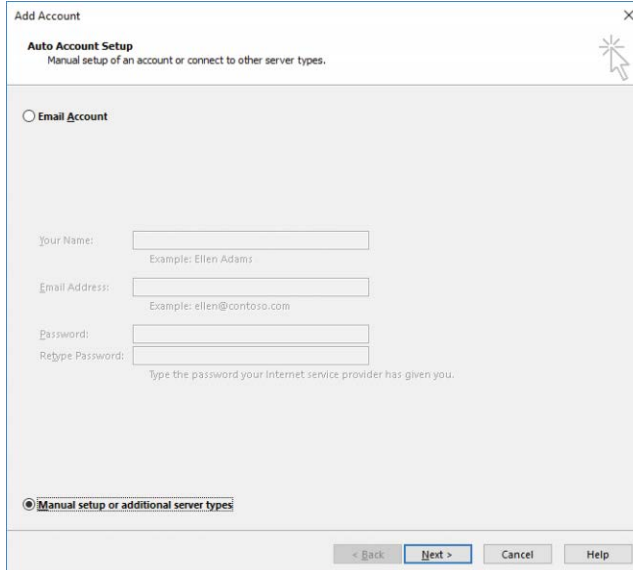 Add Account
Auto Account Setup
Manual setup of an account or connect to other server types.
Email Account
Your Name:
Example: Ellen Adams
Email Address:
Example: ellen@contoso.com
Password:
Retype Password:
Type the password your Internet service provider has given you.
Manual setup or additional server types
< Back Next > Cancel Help